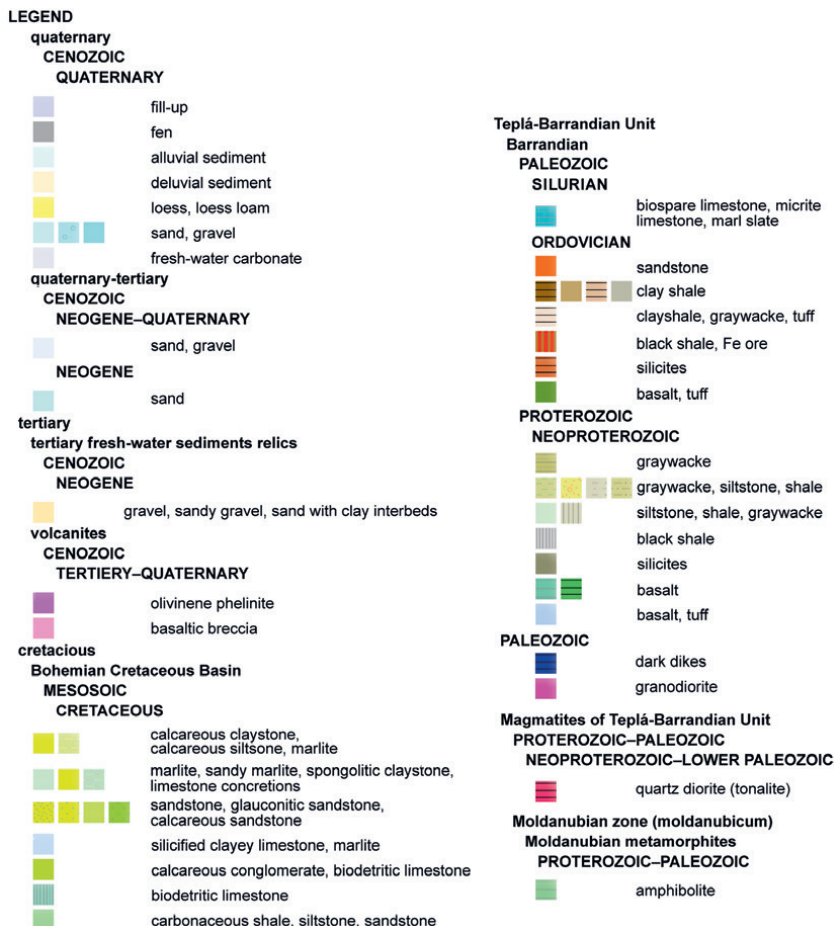 LEGEND
quaternary
CENOZOIC
QUATERNARY
fill-up
fen
alluvial sediment
deluvial sediment
loess, loess loam
sand, gravel
fresh-water carbonate
quaternary-tertiary
CENOZOIC
NEOGENE–QUATERNARY
sand, gravel
NEOGENE
sand
tertiary
tertiary fresh-water sediments relics
CENOZOIC
NEOGENE
gravel, sandy gravel, sand with clay interbeds
volcanites
CENOZOIC
TERTIERY–QUATERNARY
olivinene phelinite
basaltic breccia
cretacious
Bohemian Cretaceous Basin
MESOSOIC
CRETACEOUS
calcareous claystone,
calcareous siltsone, marlite
marlite, sandy marlite, spongolitic claystone,
limestone concretions
sandstone, glauconitic sandstone,
calcareous sandstone
silicified clayey limestone, marlite
calcareous conglomerate, biodetritic limestone
biodetritic limestone
carbonaceous shale, siltstone, sandstone
Teplá-Barrandian Unit
Barrandian
PALEOZOIC
SILURIAN
biospare limestone, micrite
limestone, marl slate
ORDOVICIAN
sandstone
clay shale
clayshale, graywacke, tuff
black shale, Fe ore
silicites
basalt, tuff
PROTEROZOIC
NEOPROTEROZOIC
graywacke
graywacke, siltstone, shale
siltstone, shale, graywacke
black shale
silicites
basalt
basalt, tuff
PALEOZOIC
dark dikes
granodiorite
Magmatites of Teplá-Barrandian Unit
PROTEROZOIC–PALEOZOIC
NEOPROTEROZOIC–LOWER PALEOZOIC
quartz diorite (tonalite)
Moldanubian zone (moldanubicum)
Moldanubian metamorphites
PROTEROZOIC–PALEOZOIC
amphibolite